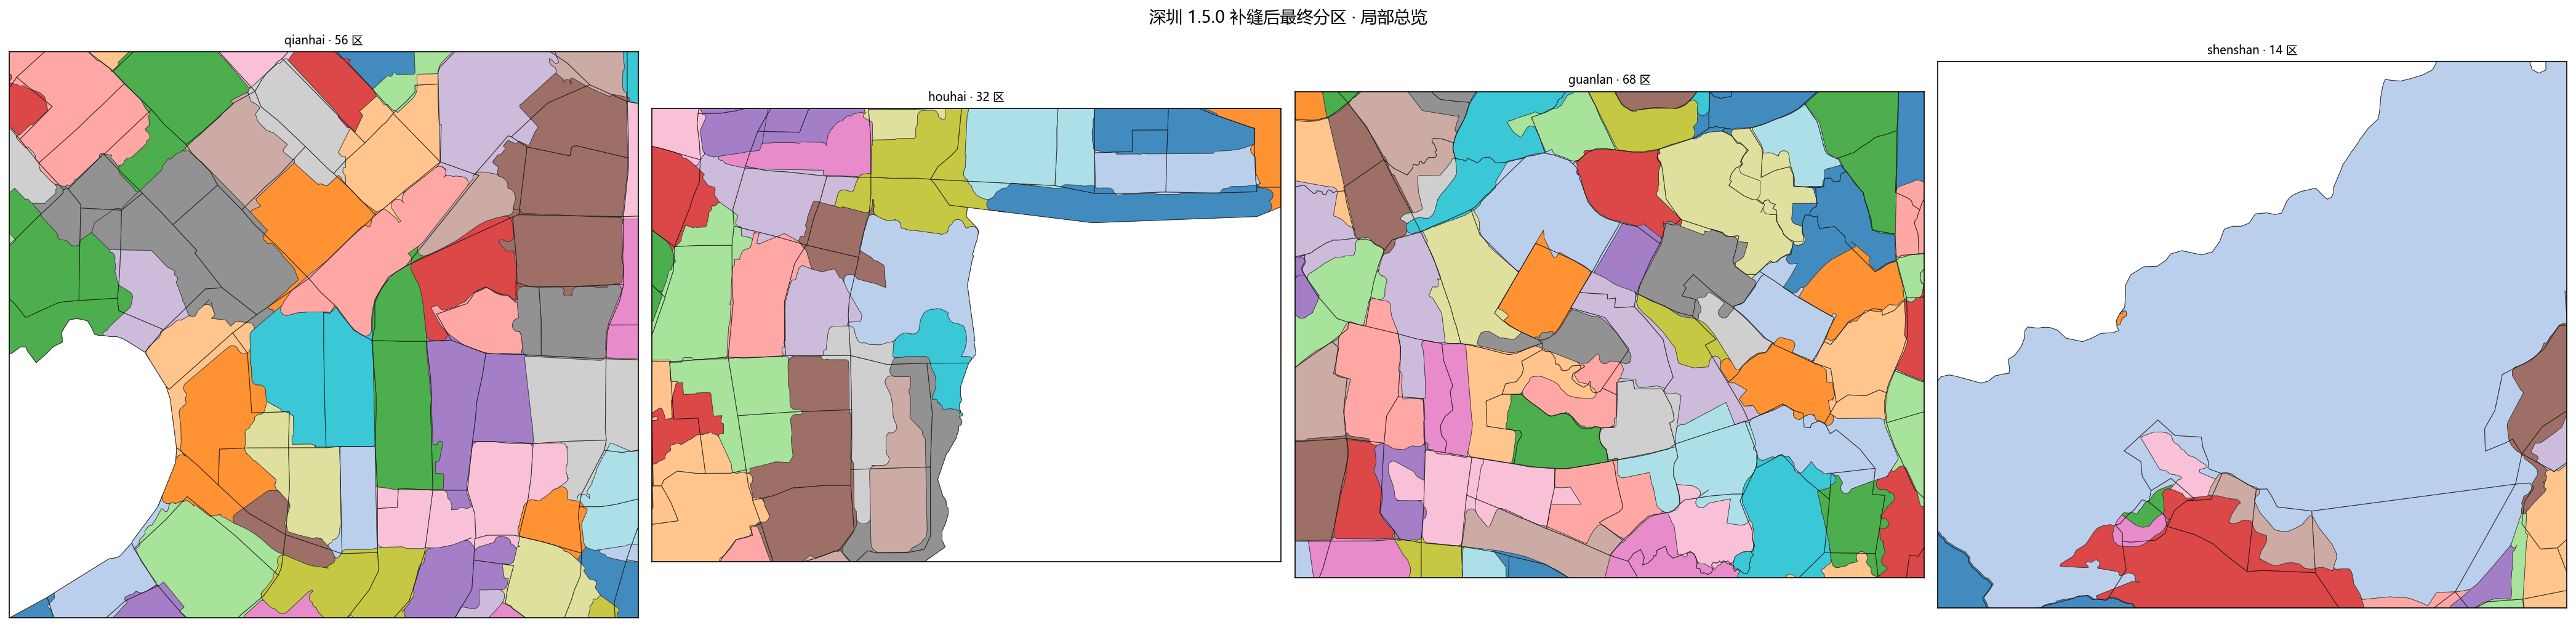 深圳 1.5.0 补缝后最终分区 · 局部总览
qianhai · 56 区
houhai · 32 区
guanlan · 68 区
shenshan · 14 区